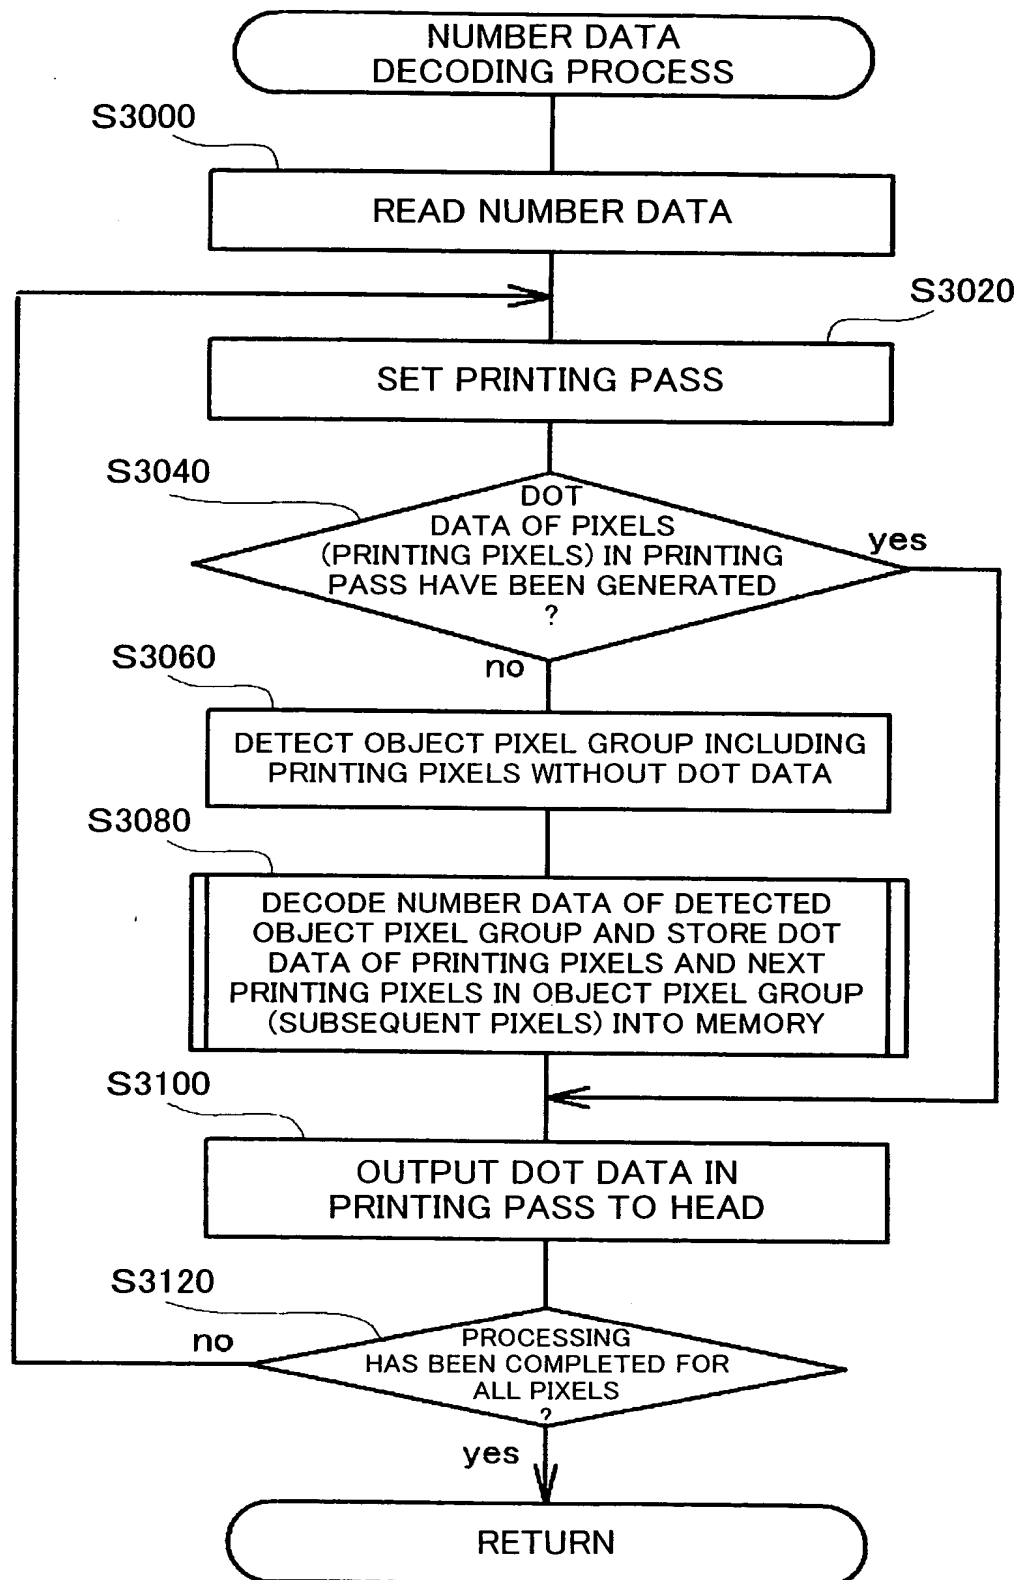 NUMBER DATA
DECODING PROCESS
S3000
READ NUMBER DATA
S3020
SET PRINTING PASS
S3040
DOT
DATA OF PIXELS
(PRINTING PIXELS) IN PRINTING
PASS HAVE BEEN GENERATED
?
yes
no
S3060
DETECT OBJECT PIXEL GROUP INCLUDING
PRINTING PIXELS WITHOUT DOT DATA
S3080
DECODE NUMBER DATA OF DETECTED
OBJECT PIXEL GROUP AND STORE DOT
DATA OF PRINTING PIXELS AND NEXT
PRINTING PIXELS IN OBJECT PIXEL GROUP
(SUBSEQUENT PIXELS) INTO MEMORY
S3100
OUTPUT DOT DATA IN
PRINTING PASS TO HEAD
S3120
no
PROCESSING
HAS BEEN COMPLETED FOR
ALL PIXELS
?
yes
RETURN